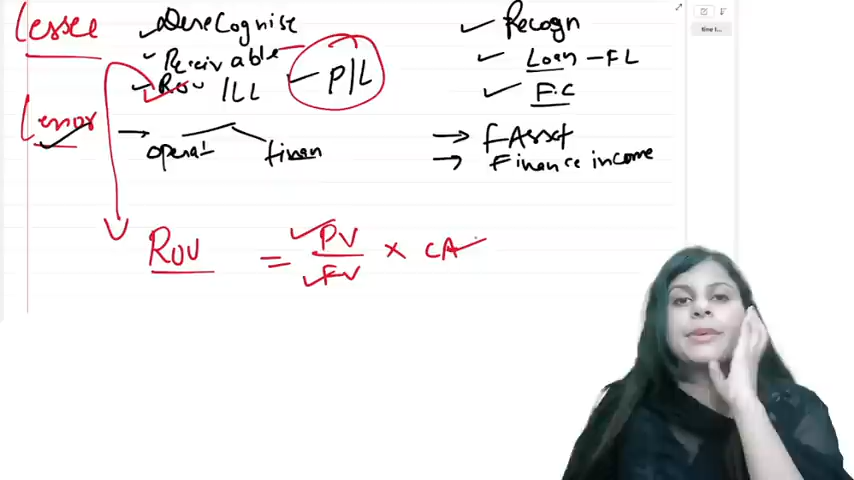 Lessee
Derecognise
Receivable
ROU / LL
P/L
Recogn
Loan - FL
F.C
Lessor
operat
finan
F Asset
Finance income
ROU = PV / FV × CA